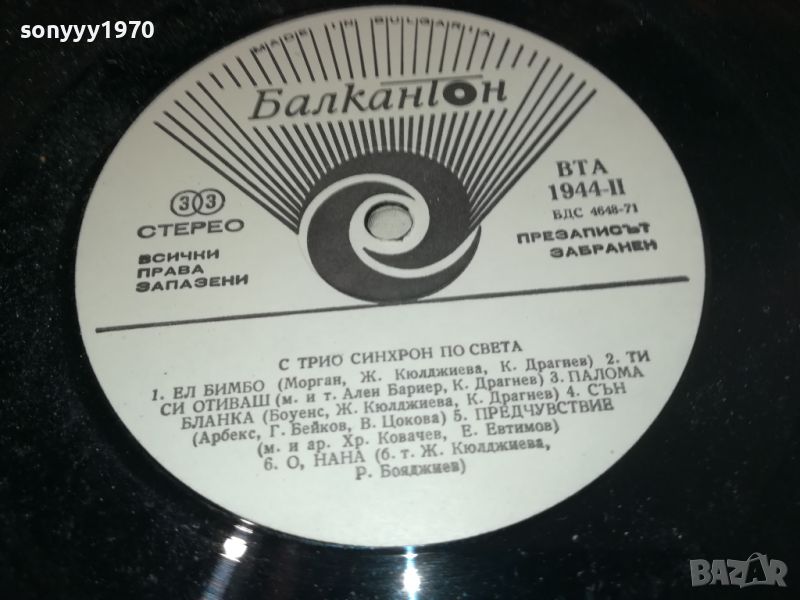 sonyyy1970
MADE IN BULGARIA
Балкантон
ВТА
1944-II
БДС 4648-71
ПРЕЗАПИСЪТ
ЗАБРАНЕН
33
СТЕРЕО
ВСИЧКИ
ПРАВА
ЗАПАЗЕНИ
С ТРИО СИНХРОН ПО СВЕТА
1. ЕЛ БИМБО (Морган, Ж. Кюлджиева, К. Драгнев) 2. ТИ
СИ ОТИВАШ (м. и т. Ален Бариер, К. Драгнев) 3. ПАЛОМА
БЛАНКА (Боуенс, Ж. Кюлджиева, К. Драгнев) 4. СЪН
(Арбекс, Г. Бейков, В. Цокова) 5. ПРЕДЧУВСТВИЕ
(м. и ар. Хр. Ковачев, Е. Евтимов)
6. О, НАНА (б. т. Ж. Кюлджиева,
Р. Бояджиев)
BAZAR